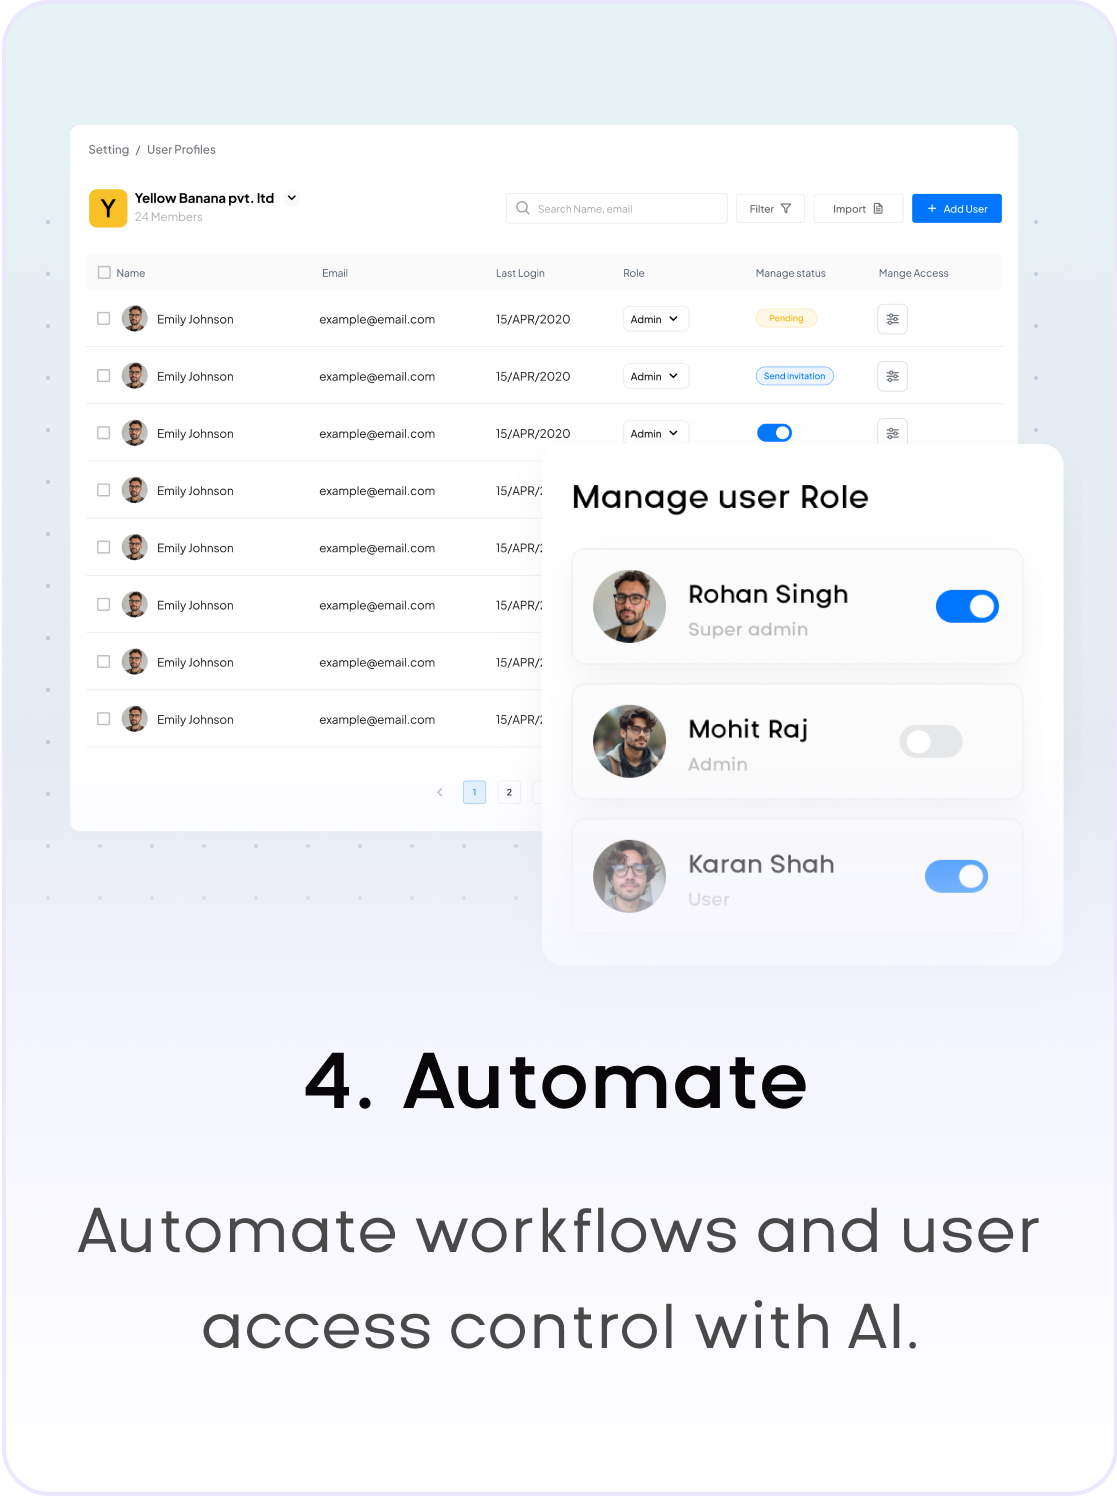 Setting / User Profiles
Y
Yellow Banana pvt. ltd
24 Members
Search Name, email
Filter
Import
+ Add User
Name Email Last Login Role Manage status Mange Access
Emily Johnson example@email.com 15/APR/2020 Admin Pending
Emily Johnson example@email.com 15/APR/2020 Admin Send invitation
Emily Johnson example@email.com 15/APR/2020 Admin
Emily Johnson example@email.com 15/APR/2
Emily Johnson example@email.com 15/APR/2
Emily Johnson example@email.com 15/APR/2
Emily Johnson example@email.com 15/APR/2
Emily Johnson example@email.com 15/APR/2
1 2
Manage user Role
Rohan Singh
Super admin
Mohit Raj
Admin
Karan Shah
User
4. Automate
Automate workflows and user
access control with AI.